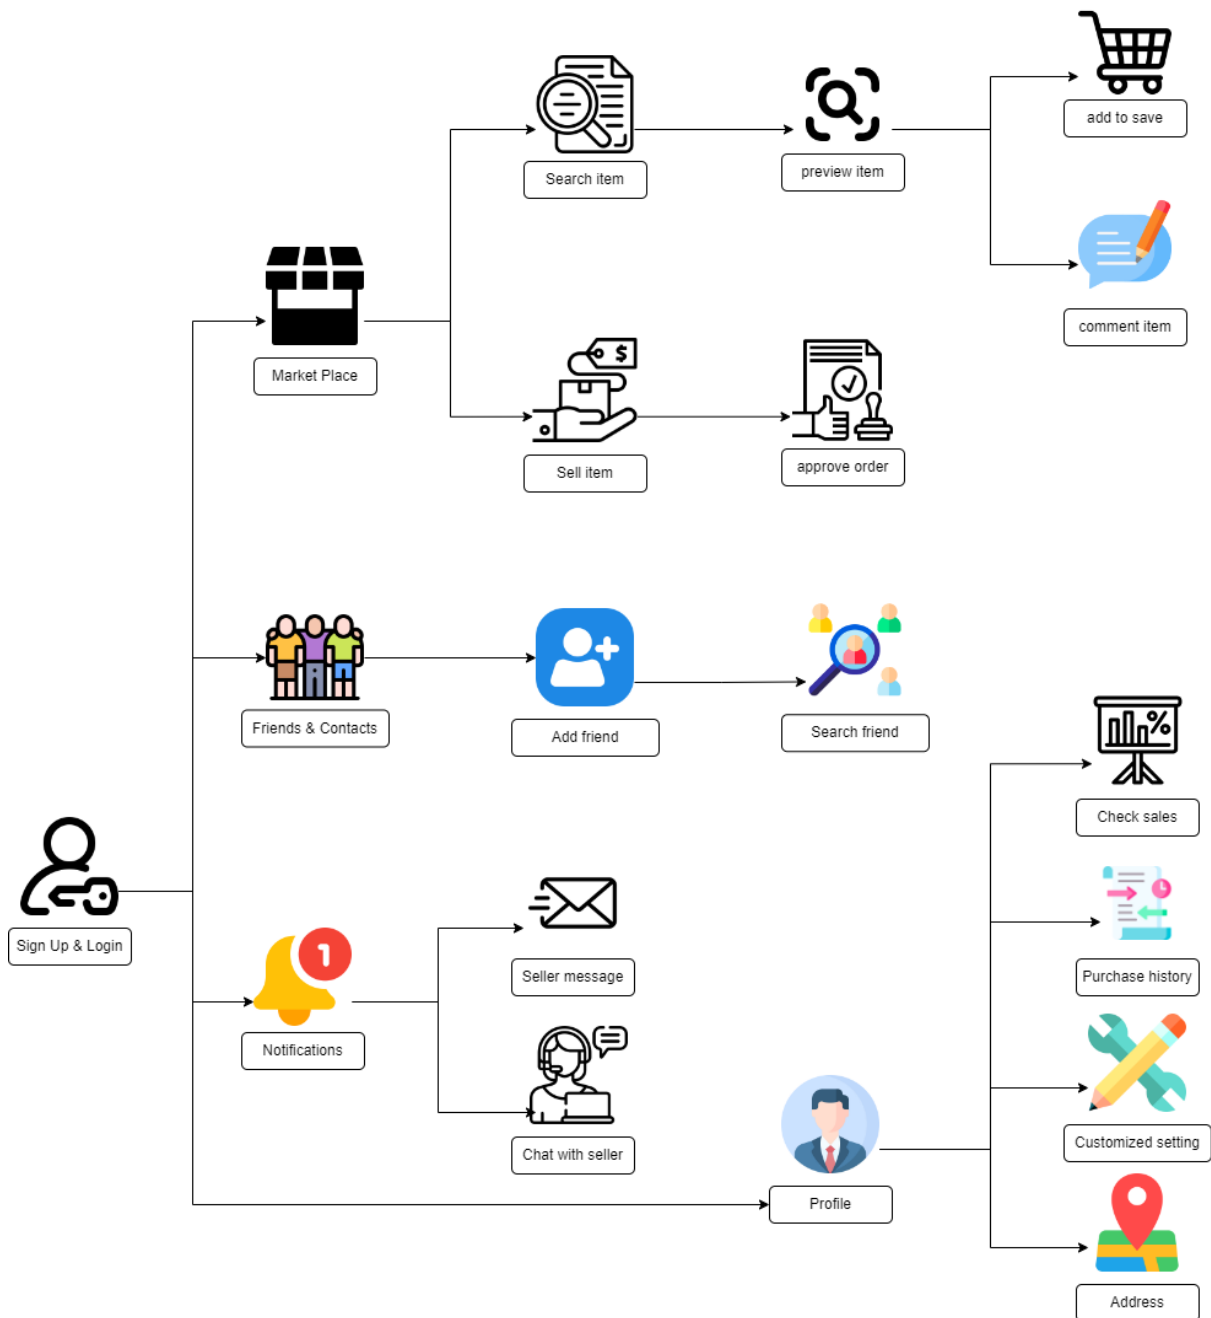 add to save
Search item
preview item
comment item
Market Place
$
Sell item
approve order
Friends & Contacts
Add friend
Search friend
%
Check sales
Sign Up & Login
1
Seller message
Purchase history
Notifications
Chat with seller
Customized setting
Profile
Address